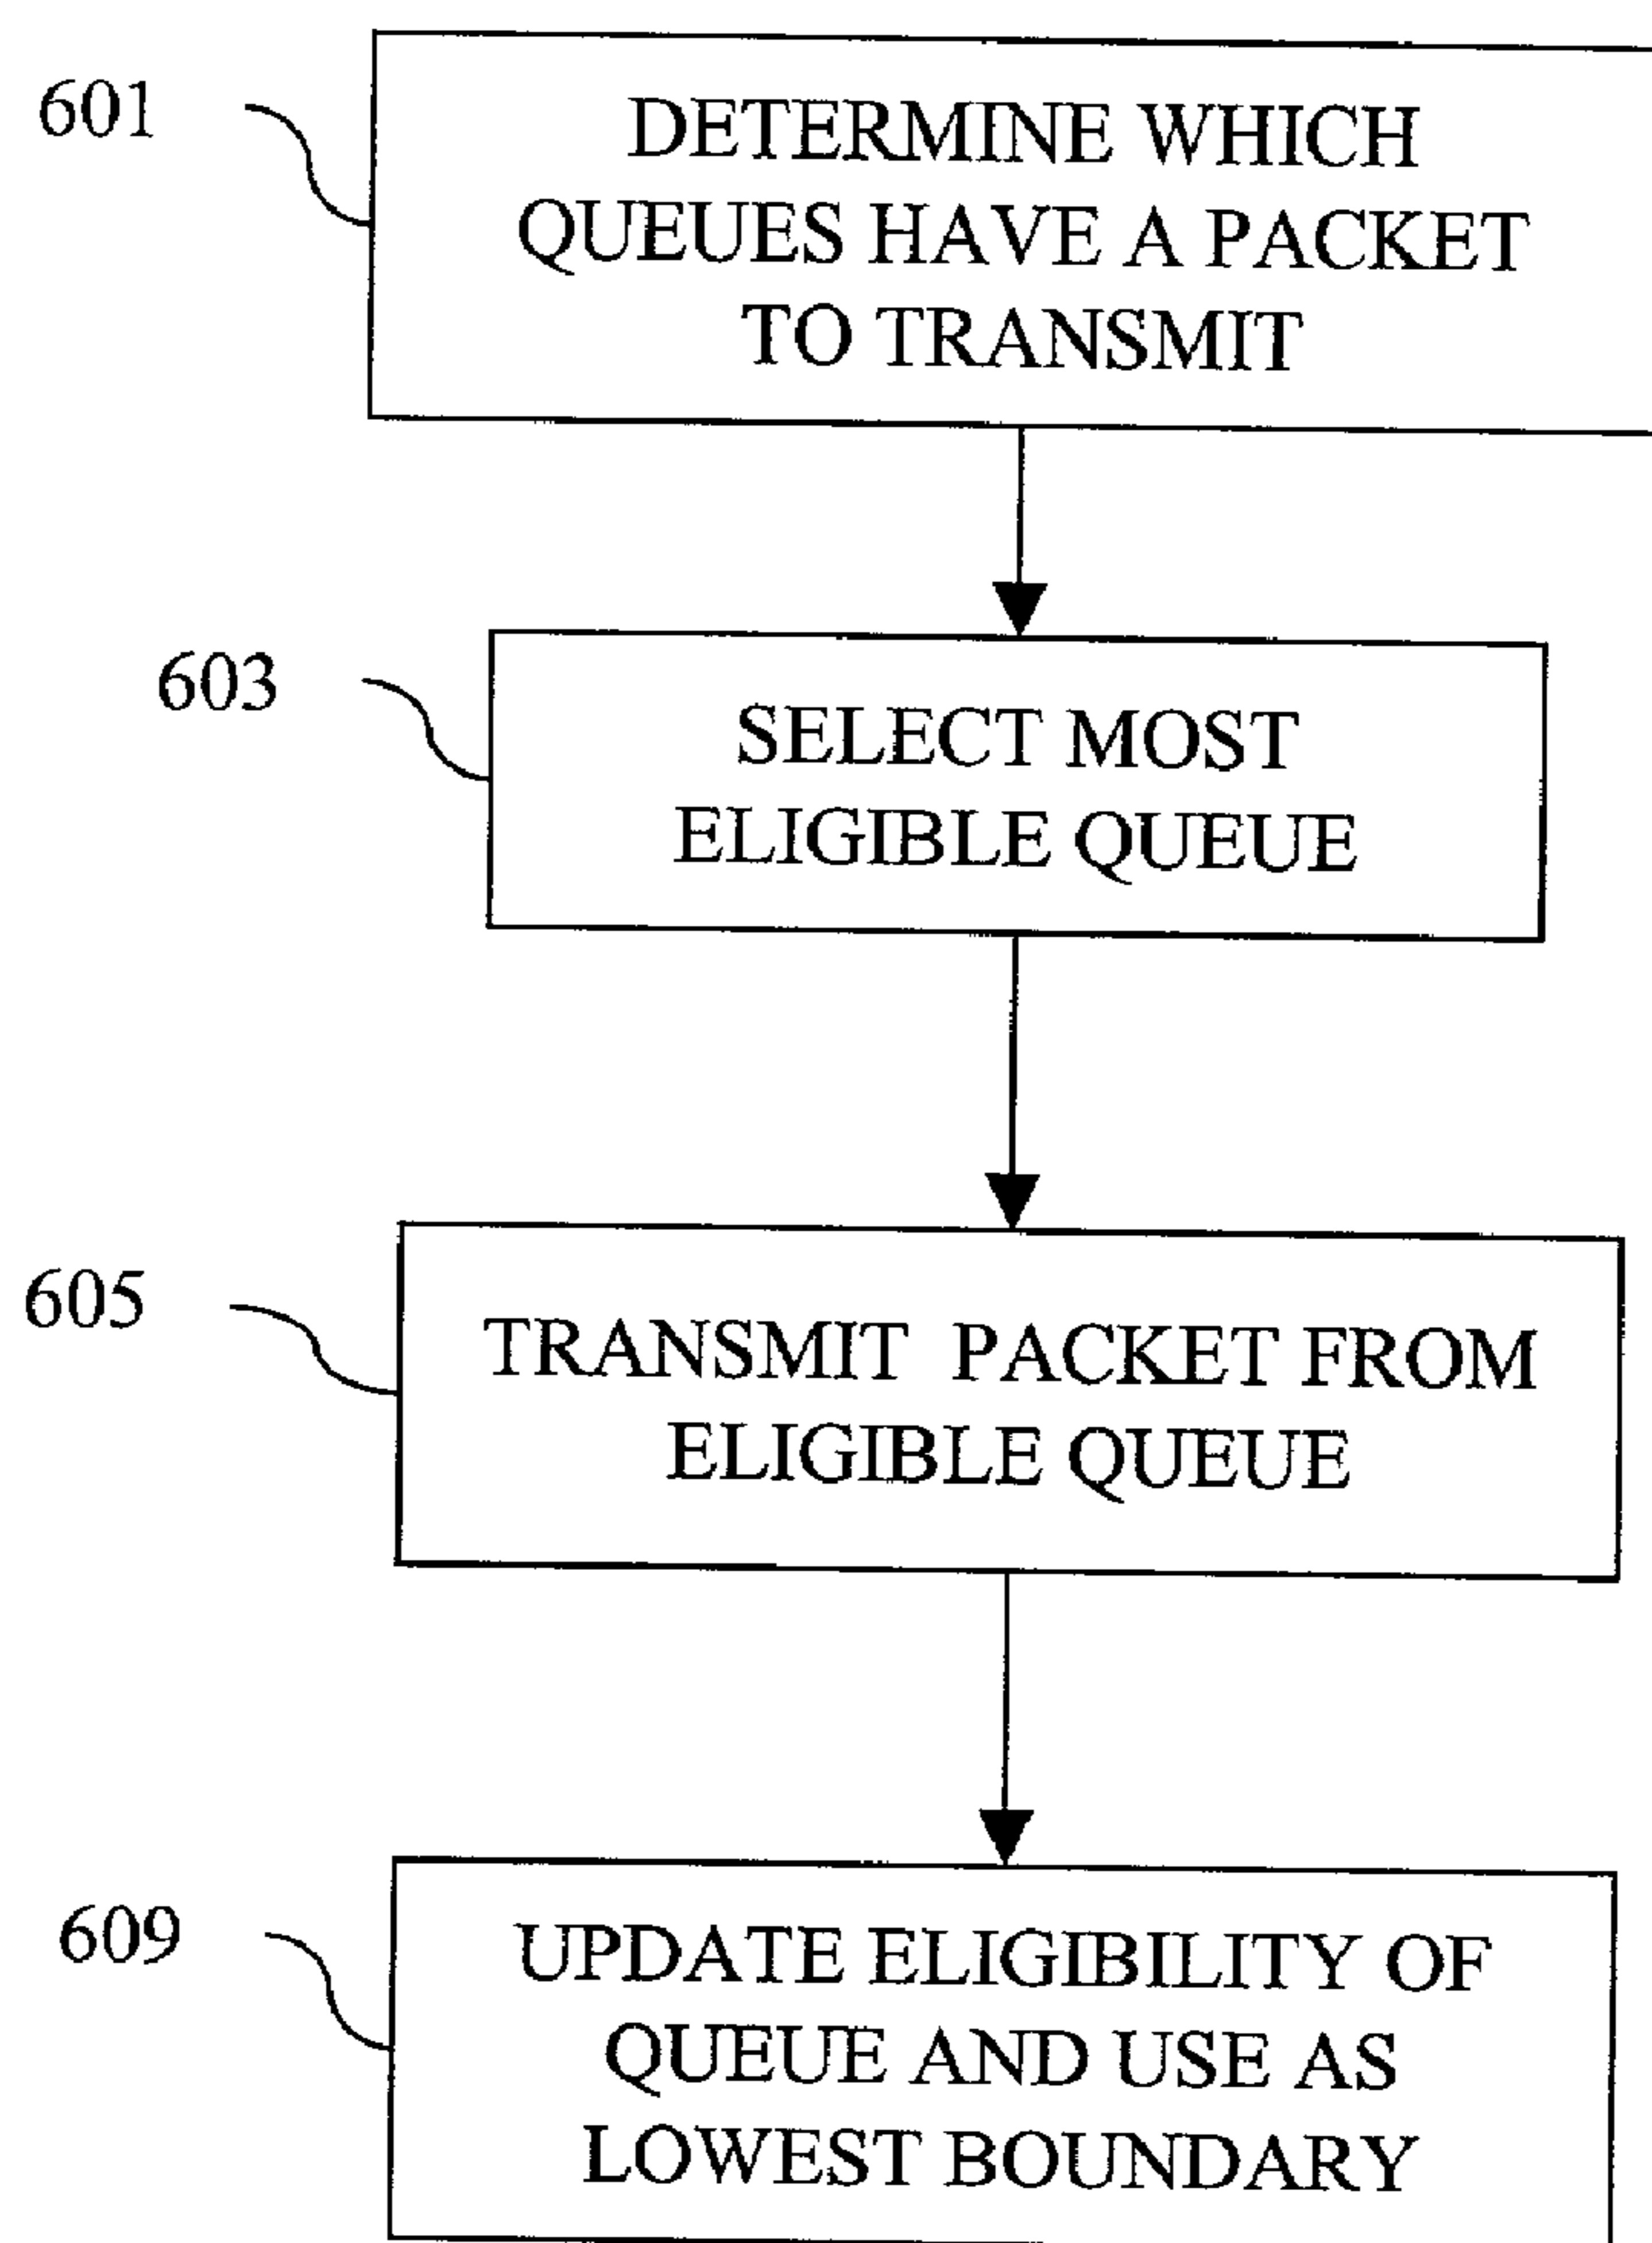 601
DETERMINE WHICH
QUEUES HAVE A PACKET
TO TRANSMIT
603
SELECT MOST
ELIGIBLE QUEUE
605
TRANSMIT PACKET FROM
ELIGIBLE QUEUE
609
UPDATE ELIGIBILITY OF
QUEUE AND USE AS
LOWEST BOUNDARY